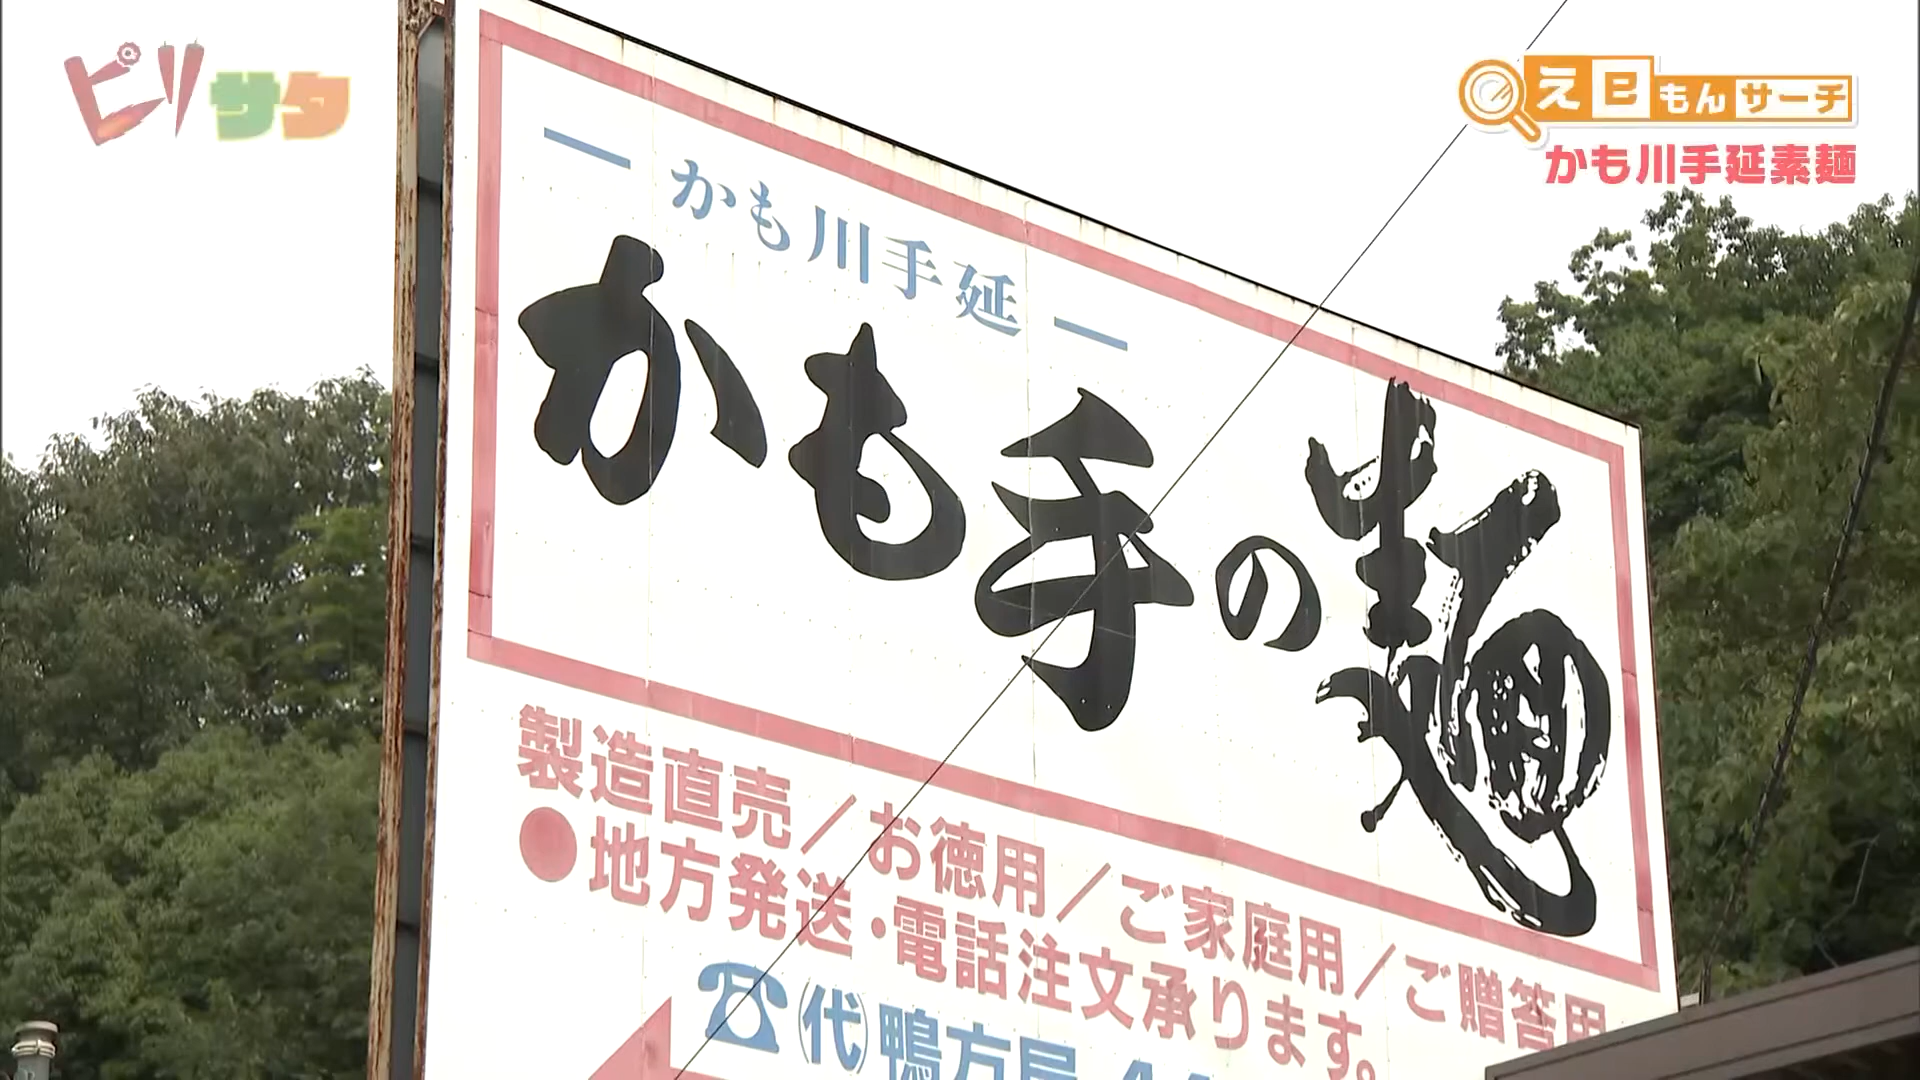 ピリサタ
えEもんサーチ
かも川手延素麺
かも川手延
かも手の麺
製造直売／お徳用／ご家庭用／ご贈答用
●地方発送・電話注文承ります。
☎(代)鴨方局